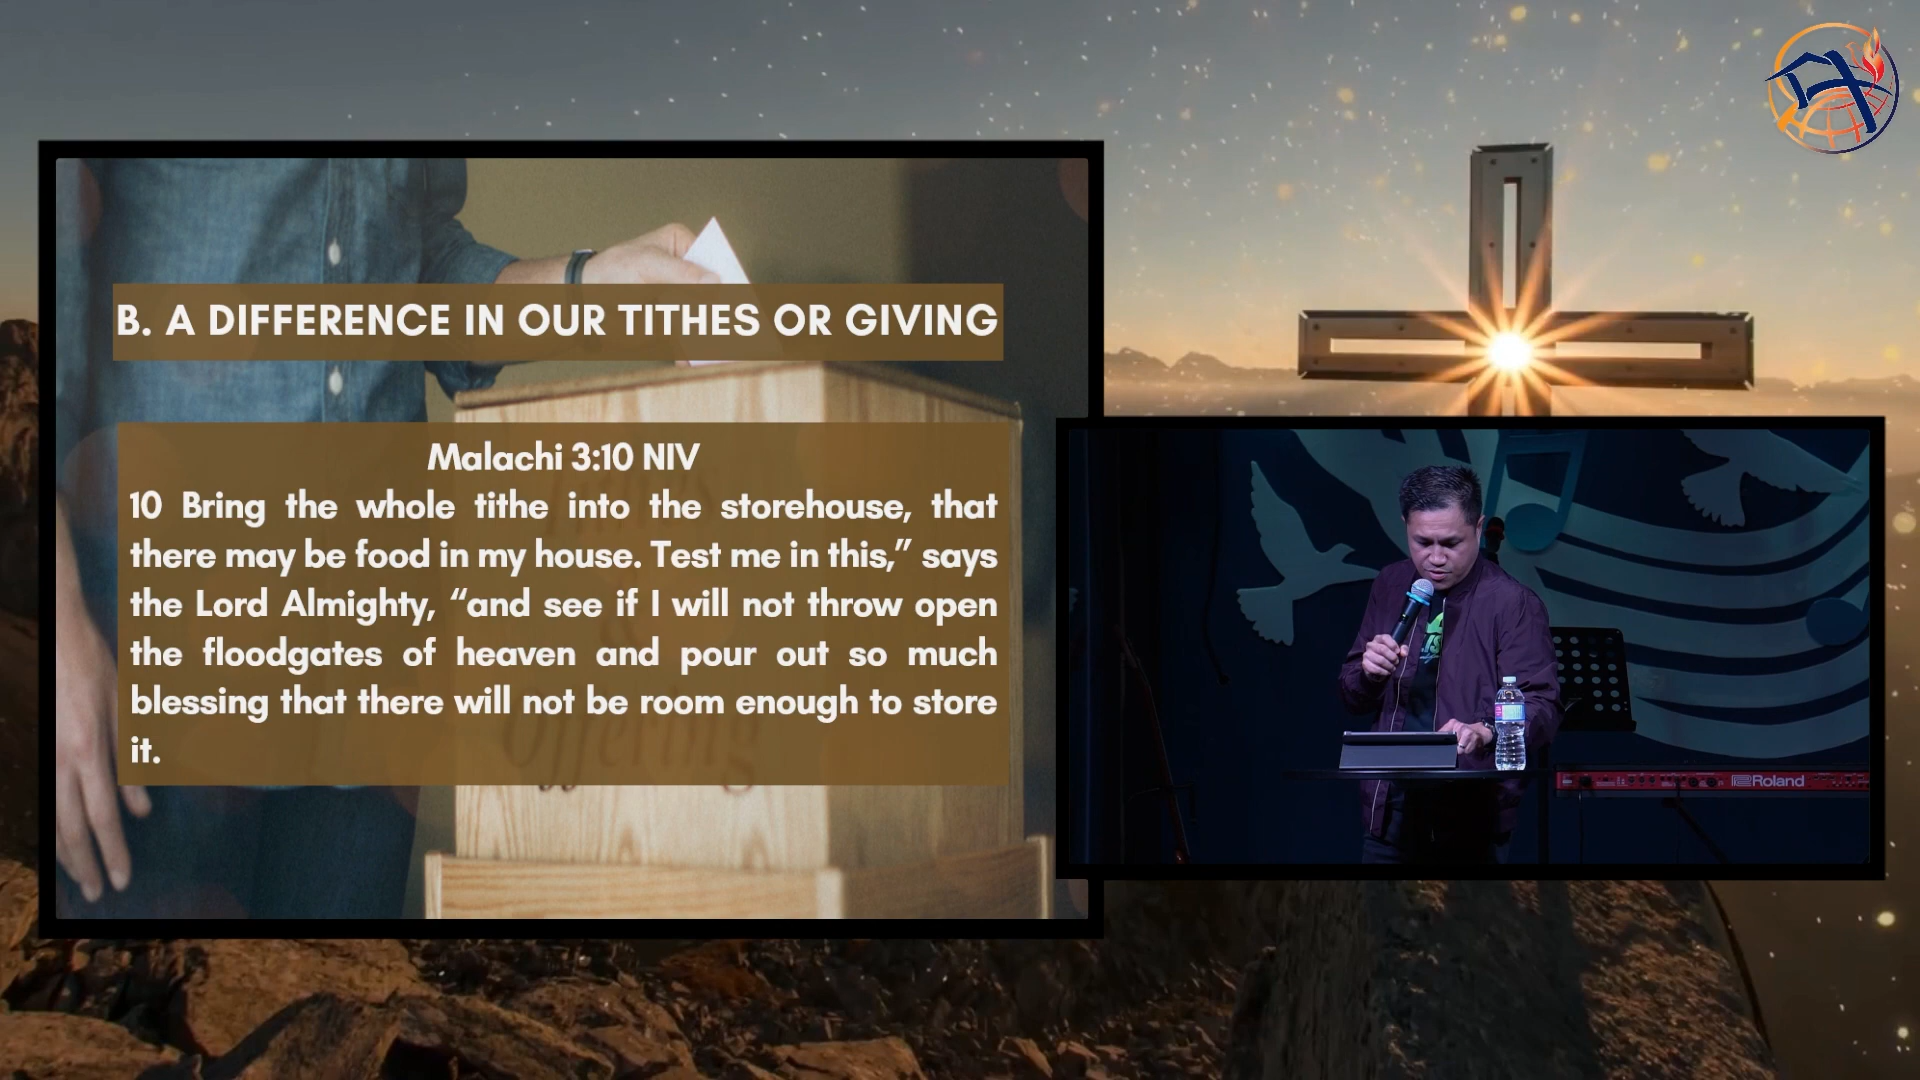 B. A DIFFERENCE IN OUR TITHES OR GIVING
Malachi 3:10 NIV
10 Bring the whole tithe into the storehouse, that
there may be food in my house. Test me in this,” says
the Lord Almighty, “and see if I will not throw open
the floodgates of heaven and pour out so much
blessing that there will not be room enough to store
it.
Offering
Roland